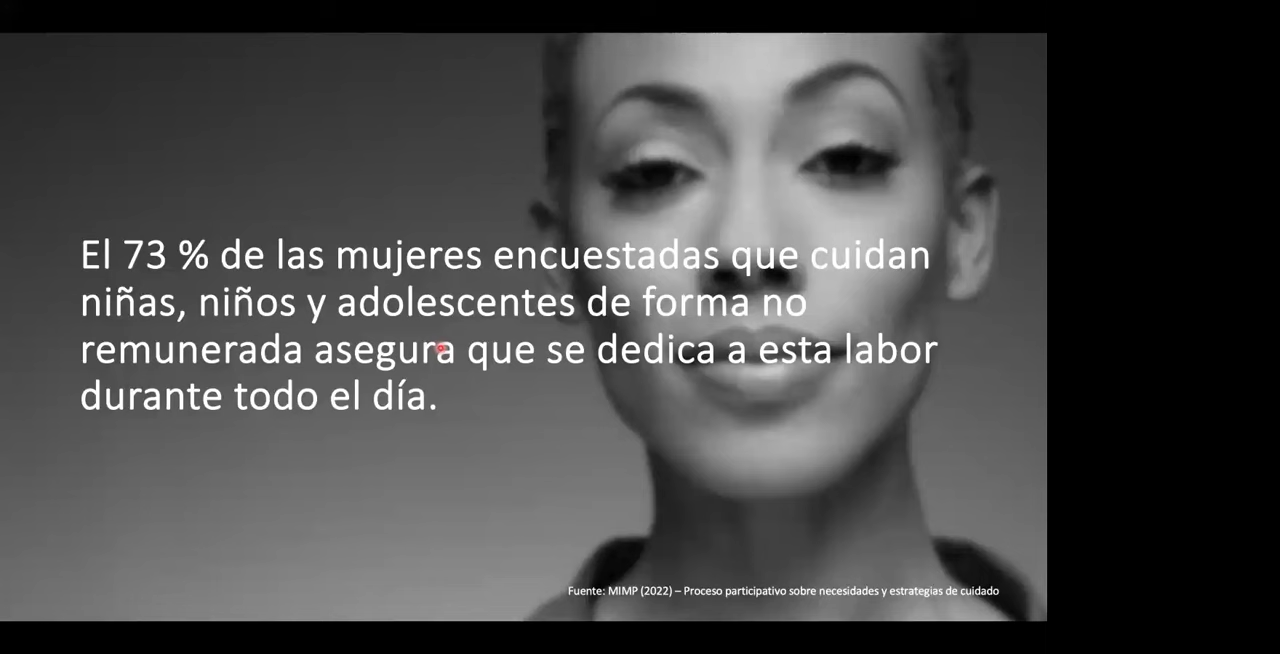 El 73 % de las mujeres encuestadas que cuidan
niñas, niños y adolescentes de forma no
remunerada asegura que se dedica a esta labor
durante todo el día.
Fuente: MIMP (2022) – Proceso participativo sobre necesidades y estrategias de cuidado